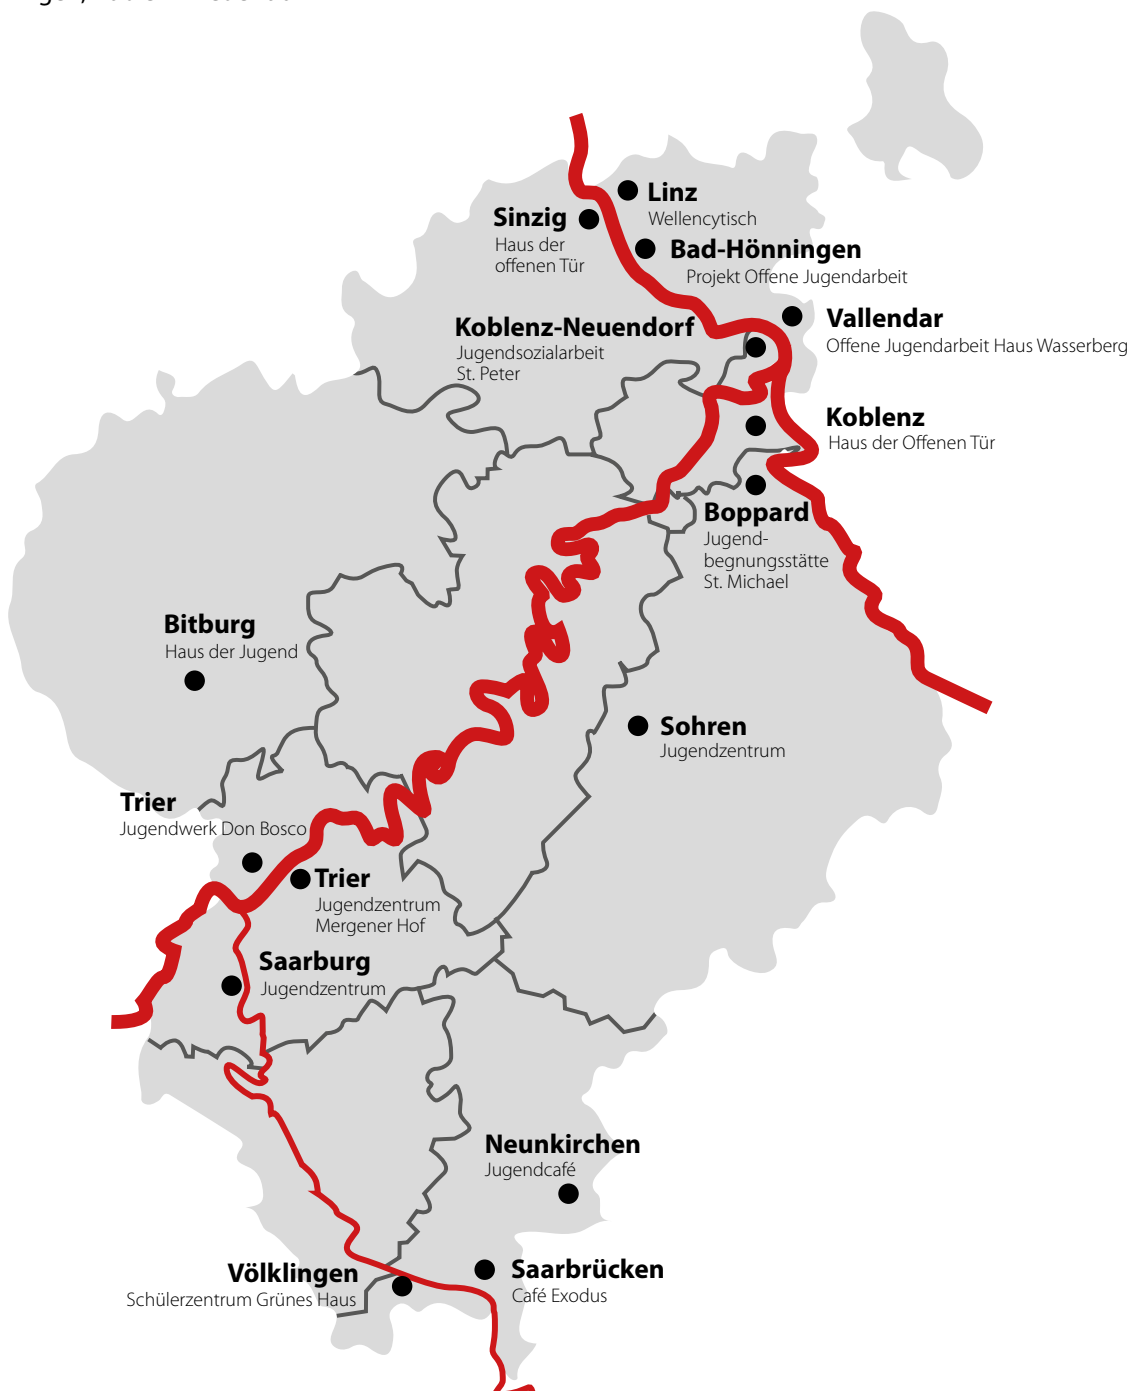 Linz
Wellencytisch
Sinzig
Haus der
offenen Tür
Bad-Hönningen
Projekt Offene Jugendarbeit
Koblenz-Neuendorf
Jugendsozialarbeit
St. Peter
Vallendar
Offene Jugendarbeit Haus Wasserberg
Koblenz
Haus der Offenen Tür
Boppard
Jugend-
begnungsstätte
St. Michael
Bitburg
Haus der Jugend
Sohren
Jugendzentrum
Trier
Jugendwerk Don Bosco
Trier
Jugendzentrum
Mergener Hof
Saarburg
Jugendzentrum
Neunkirchen
Jugendcafé
Völklingen
Schülerzentrum Grünes Haus
Saarbrücken
Café Exodus